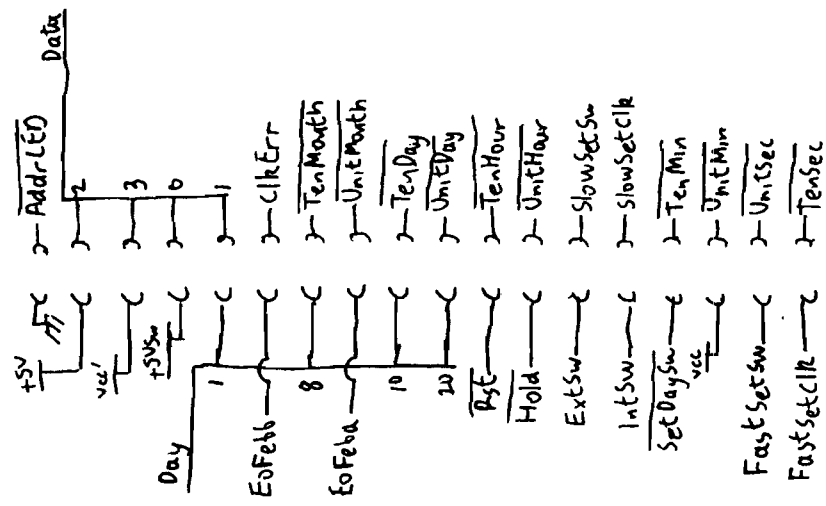 +5V
AddrLED
Data
2
vcc'
3
+5VSw
0
Day
1
1
EoFebb
ClkErr
8
TenMonth
EoFeba
UnitMonth
10
TenDay
20
UnitDay
Rst
TenHour
Hold
UnitHour
ExtSw
SlowSetSw
IntSw
SlowSetClk
SetDaySw
TenMin
vcc
UnitMin
FastSetSw
UnitSec
FastSetClk
TenSec